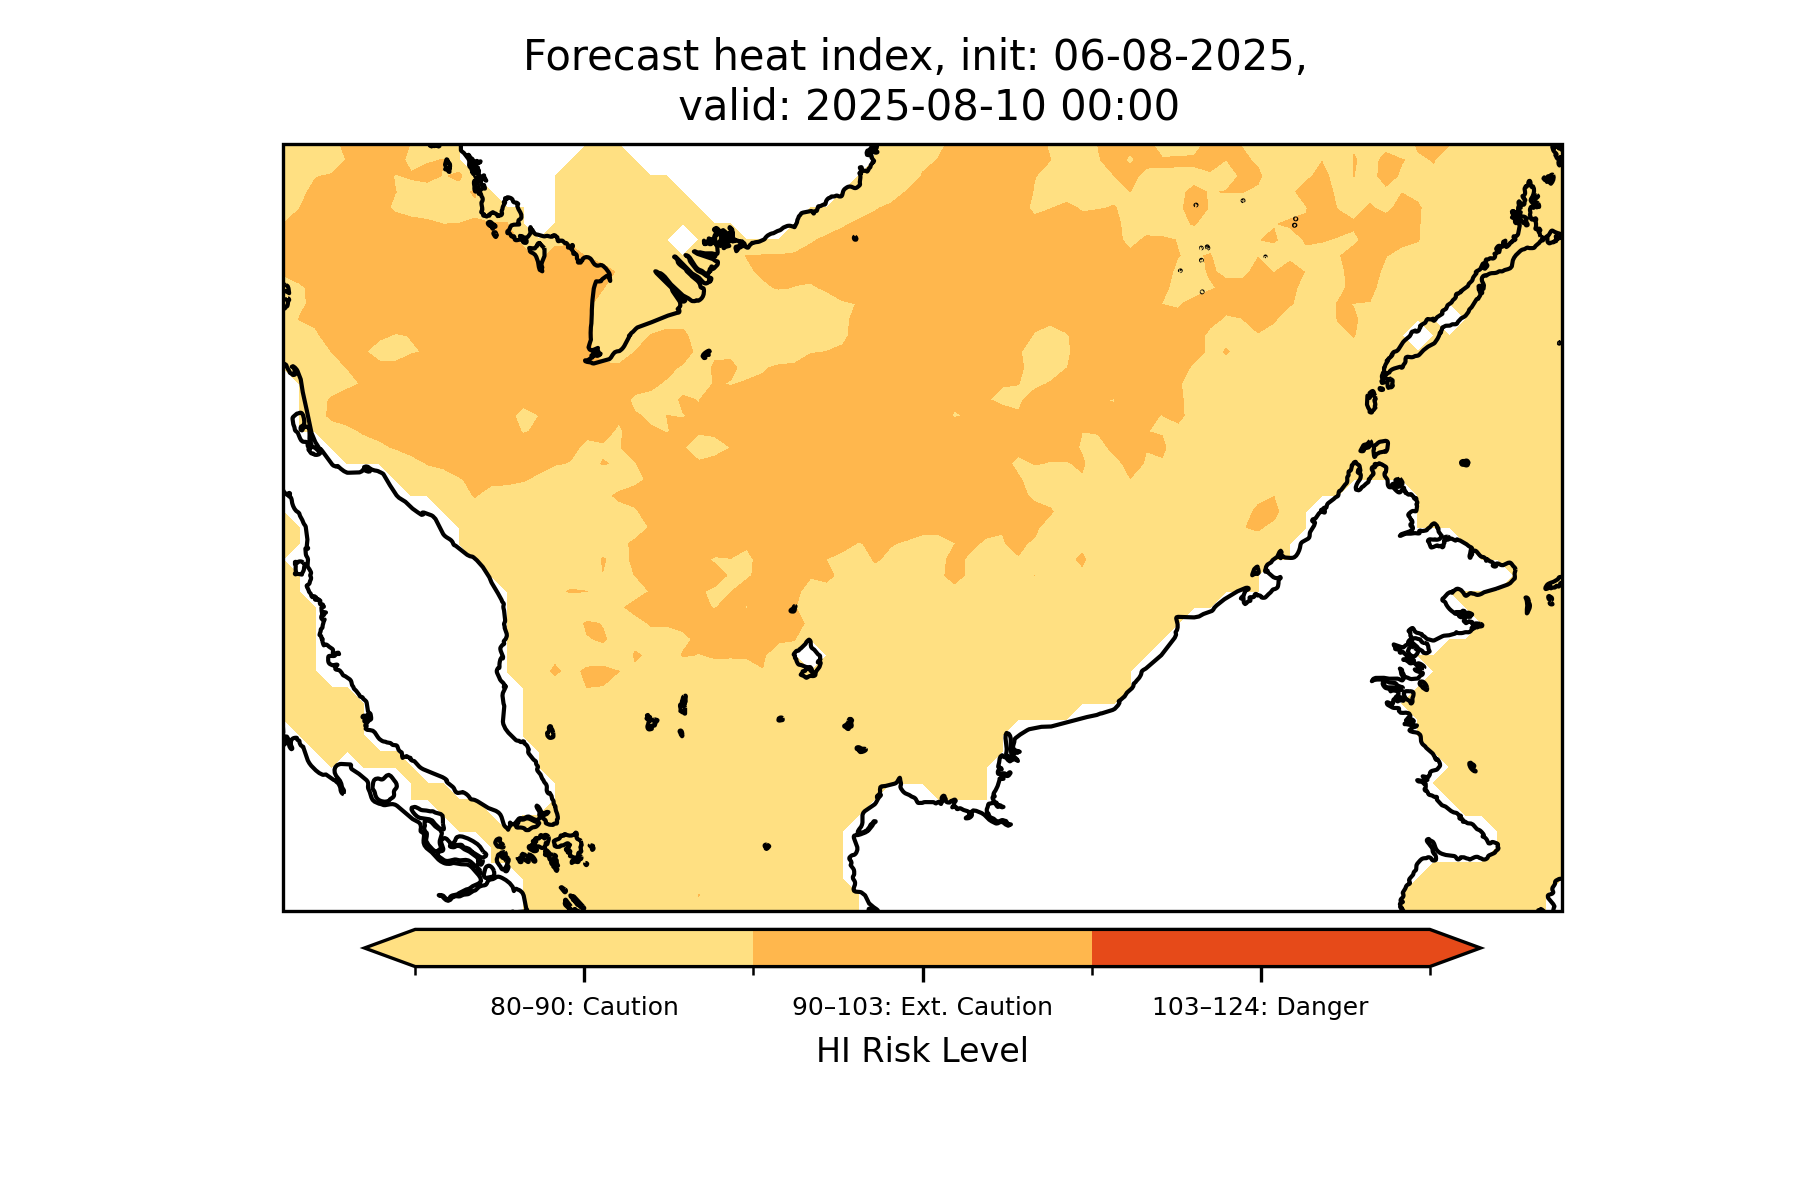 Forecast heat index, init: 06-08-2025,
valid: 2025-08-10 00:00
80–90: Caution
90–103: Ext. Caution
103–124: Danger
HI Risk Level